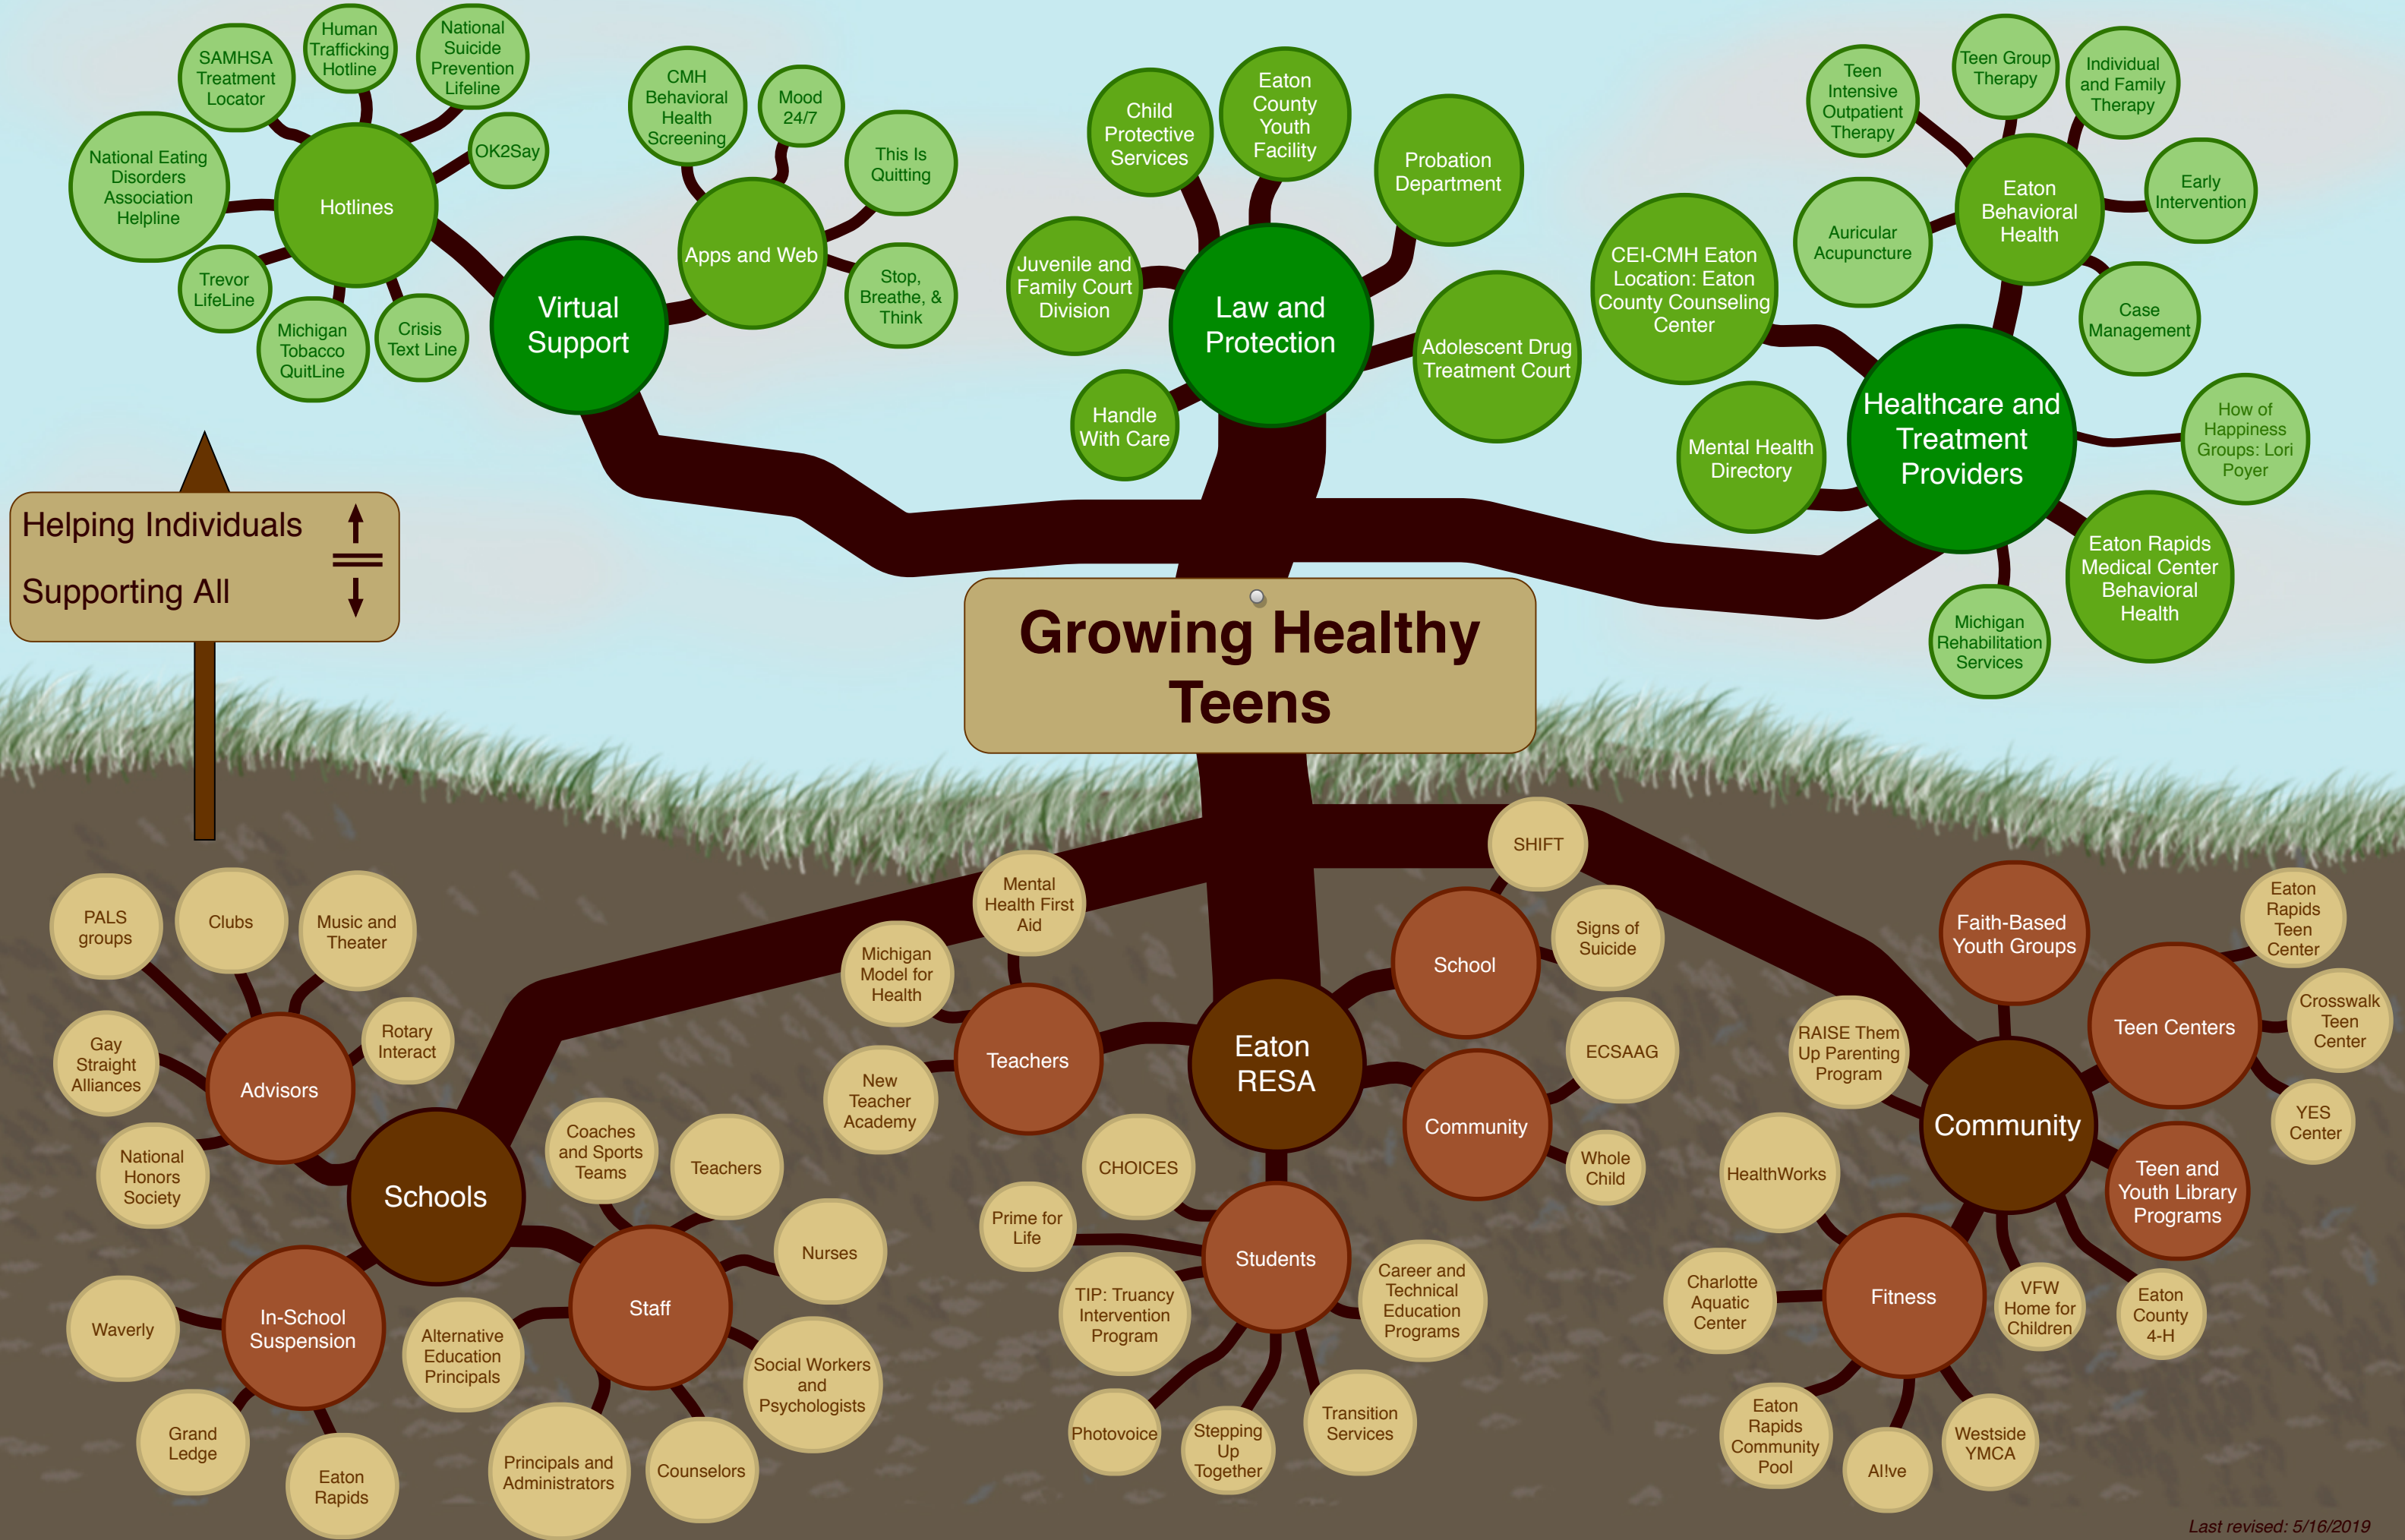 SAMHSA
Treatment
Locator
Human
Trafficking
Hotline
National
Suicide
Prevention
Lifeline
OK2Say
National Eating
Disorders
Association
Helpline
Hotlines
Trevor
LifeLine
Michigan
Tobacco
QuitLine
Crisis
Text Line
Virtual
Support
CMH
Behavioral
Health
Screening
Mood
24/7
This Is
Quitting
Apps and Web
Stop,
Breathe, &
Think
Child
Protective
Services
Eaton
County
Youth
Facility
Probation
Department
Juvenile and
Family Court
Division
Law and
Protection
Adolescent Drug
Treatment Court
Handle
With Care
Teen
Intensive
Outpatient
Therapy
Teen Group
Therapy
Individual
and Family
Therapy
Early
Intervention
Eaton
Behavioral
Health
Auricular
Acupuncture
Case
Management
CEI-CMH Eaton
Location: Eaton
County Counseling
Center
Mental Health
Directory
Healthcare and
Treatment
Providers
How of
Happiness
Groups: Lori
Poyer
Eaton Rapids
Medical Center
Behavioral
Health
Michigan
Rehabilitation
Services
Helping Individuals
Supporting All
Growing Healthy
Teens
PALS
groups
Clubs
Music and
Theater
Gay
Straight
Alliances
Rotary
Interact
Advisors
National
Honors
Society
Schools
Coaches
and Sports
Teams
Teachers
Nurses
Staff
Waverly
In-School
Suspension
Grand
Ledge
Eaton
Rapids
Alternative
Education
Principals
Social Workers
and
Psychologists
Principals and
Administrators
Counselors
Mental
Health First
Aid
Michigan
Model for
Health
New
Teacher
Academy
Teachers
Eaton
RESA
SHIFT
School
Signs of
Suicide
ECSAAG
Community
Whole
Child
CHOICES
Prime for
Life
Students
TIP: Truancy
Intervention
Program
Career and
Technical
Education
Programs
Photovoice
Stepping
Up
Together
Transition
Services
Faith-Based
Youth Groups
Eaton
Rapids
Teen
Center
Teen Centers
Crosswalk
Teen
Center
YES
Center
RAISE Them
Up Parenting
Program
Community
Teen and
Youth Library
Programs
HealthWorks
Charlotte
Aquatic
Center
Fitness
VFW
Home for
Children
Eaton
County
4-H
Eaton
Rapids
Community
Pool
Al!ve
Westside
YMCA
Last revised: 5/16/2019